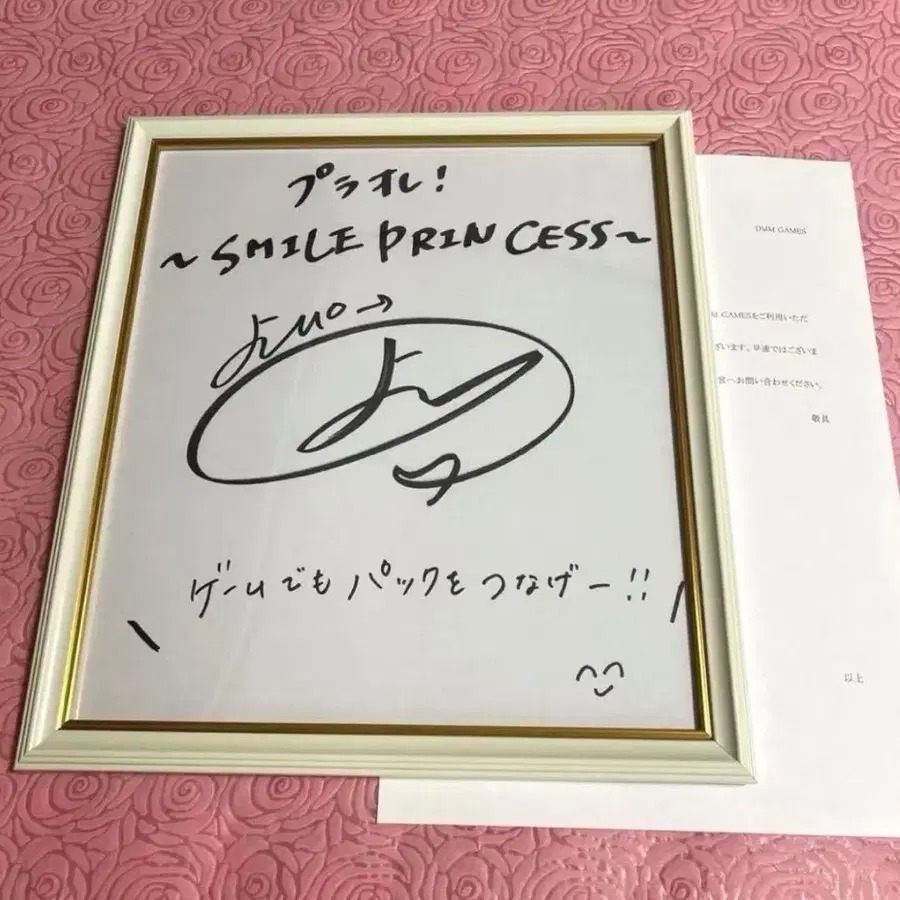 プラオレ!
~SMILE PRINCESS~
ゲームでもパックをつなげー!!
DMM GAMES
GAMESをご利用いただ
ざいます。早速ではございま
へお問い合わせください。
敬具
以上